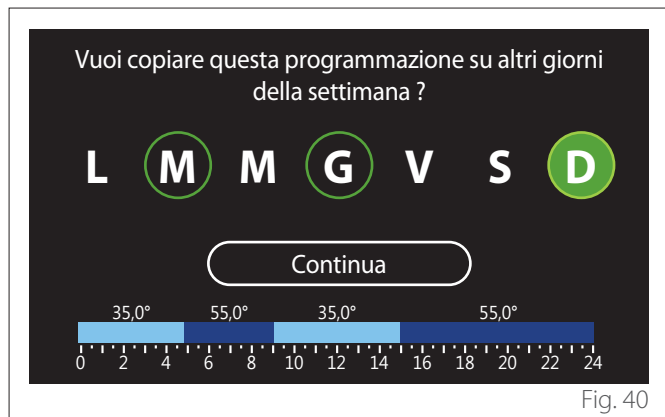 Vuoi copiare questa programmazione su altri giorni
della settimana ?
L M M G V S D
Continua
35,0° 55,0° 35,0° 55,0°
0 2 4 6 8 10 12 14 16 18 20 22 24
Fig. 40